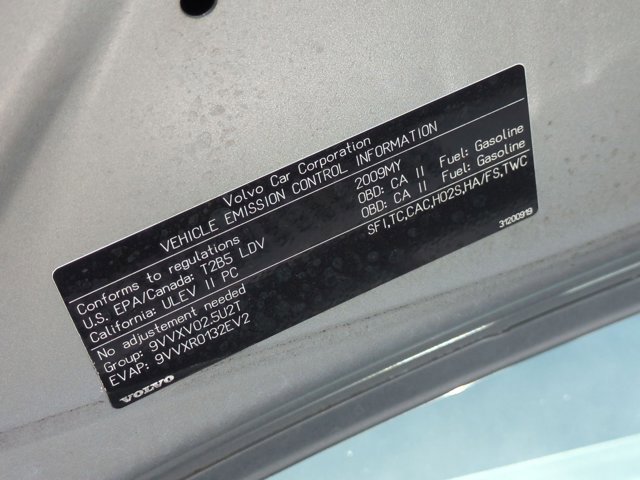 Volvo Car Corporation
VEHICLE EMISSION CONTROL INFORMATION
Conforms to regulations 2009MY
U.S. EPA/Canada: T2B5 LDV OBD: CA II Fuel: Gasoline
California: ULEV II PC OBD: CA II Fuel: Gasoline
No adjustement needed SFI,TC,CAC,HO2S,HA/FS,TWC
Group: 9VVXV02.5U2T
EVAP: 9VVXR0132EV2
VOLVO 31200919